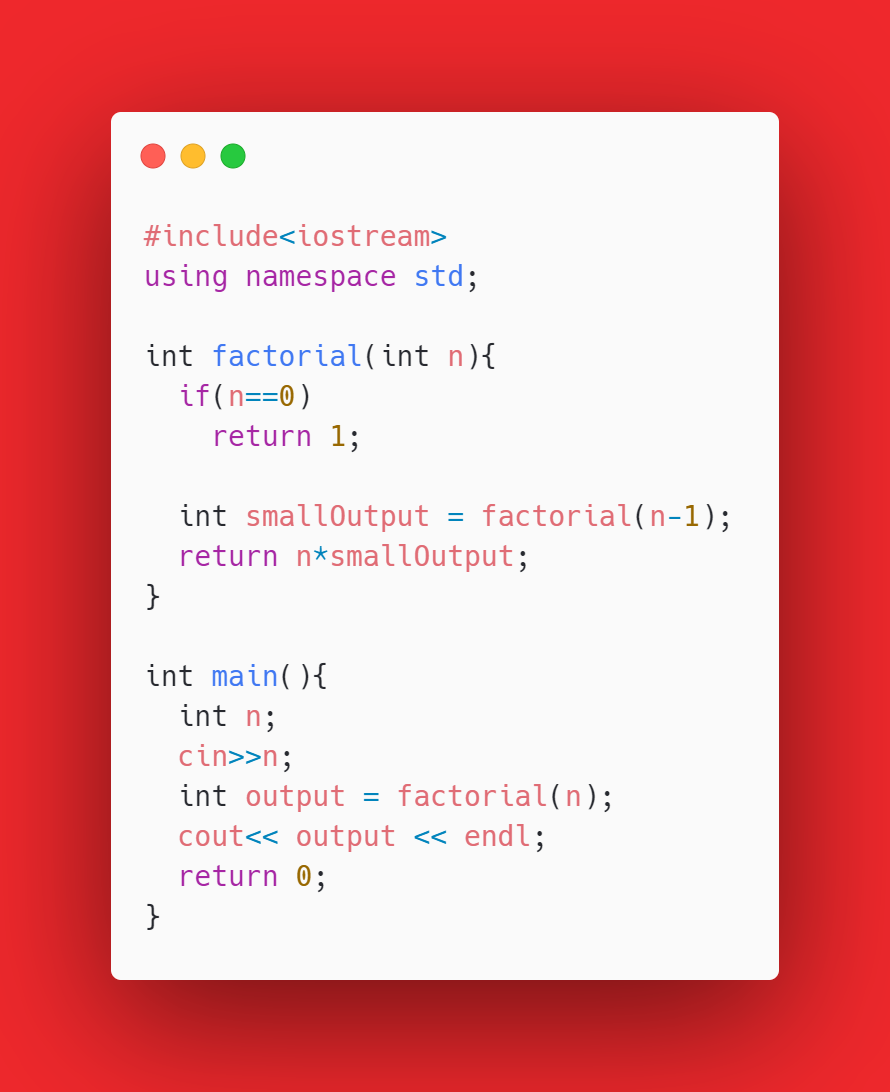 #include<iostream>
using namespace std;

int factorial(int n){
  if(n==0)
    return 1;

  int smallOutput = factorial(n-1);
  return n*smallOutput;
}

int main(){
  int n;
  cin>>n;
  int output = factorial(n);
  cout<< output << endl;
  return 0;
}